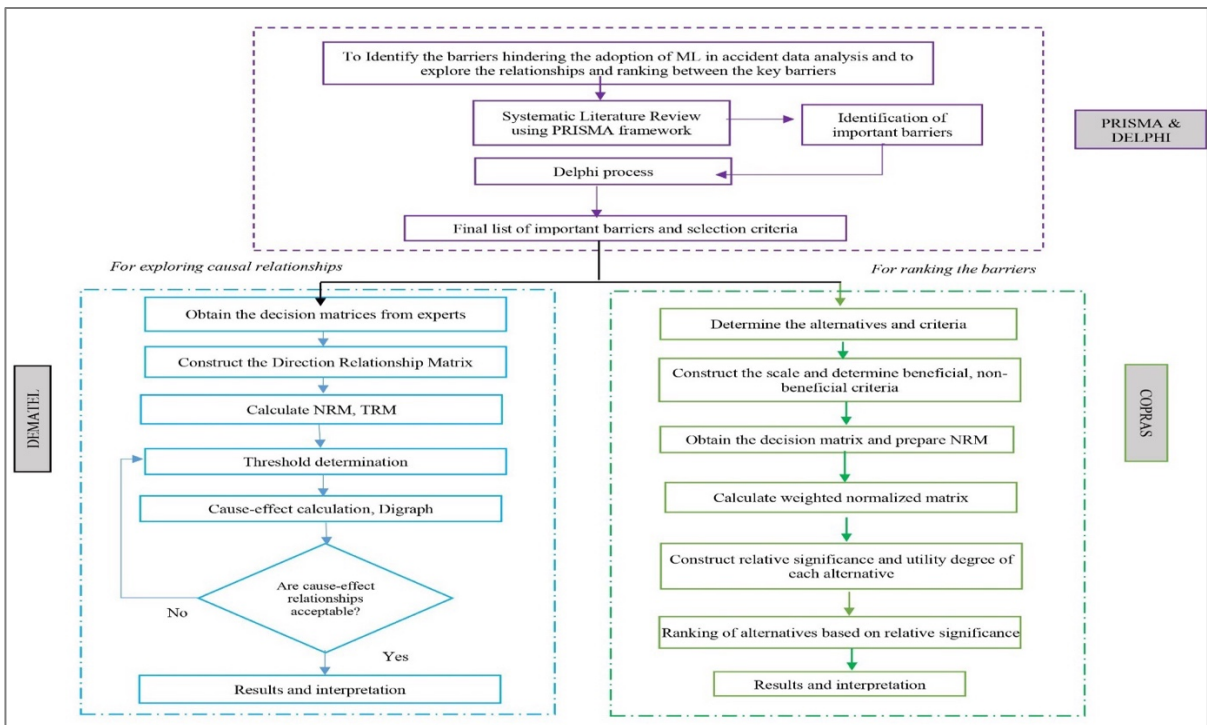 To Identify the barriers hindering the adoption of ML in accident data analysis and to
explore the relationships and ranking between the key barriers
Systematic Literature Review
using PRISMA framework
Identification of
important barriers
PRISMA &
DELPHI
Delphi process
Final list of important barriers and selection criteria
For exploring causal relationships
For ranking the barriers
DEMATEL
Obtain the decision matrices from experts
Construct the Direction Relationship Matrix
Calculate NRM, TRM
Threshold determination
Cause-effect calculation, Digraph
Are cause-effect
relationships
acceptable?
No
Yes
Results and interpretation
Determine the alternatives and criteria
Construct the scale and determine beneficial, non-
beneficial criteria
Obtain the decision matrix and prepare NRM
Calculate weighted normalized matrix
Construct relative significance and utility degree of
each alternative
Ranking of alternatives based on relative significance
Results and interpretation
COPRAS